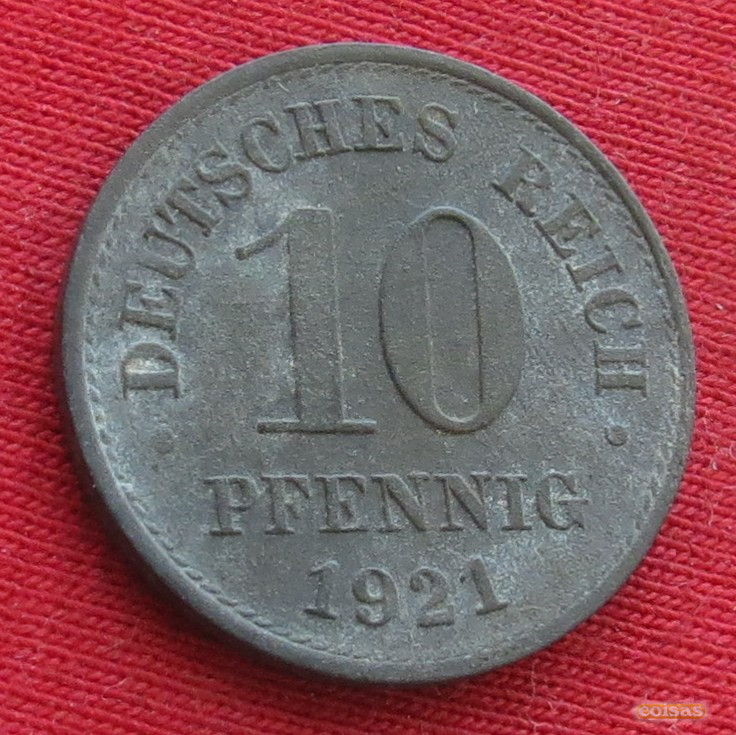 DEUTSCHES REICH
10
PFENNIG
1921
coisas